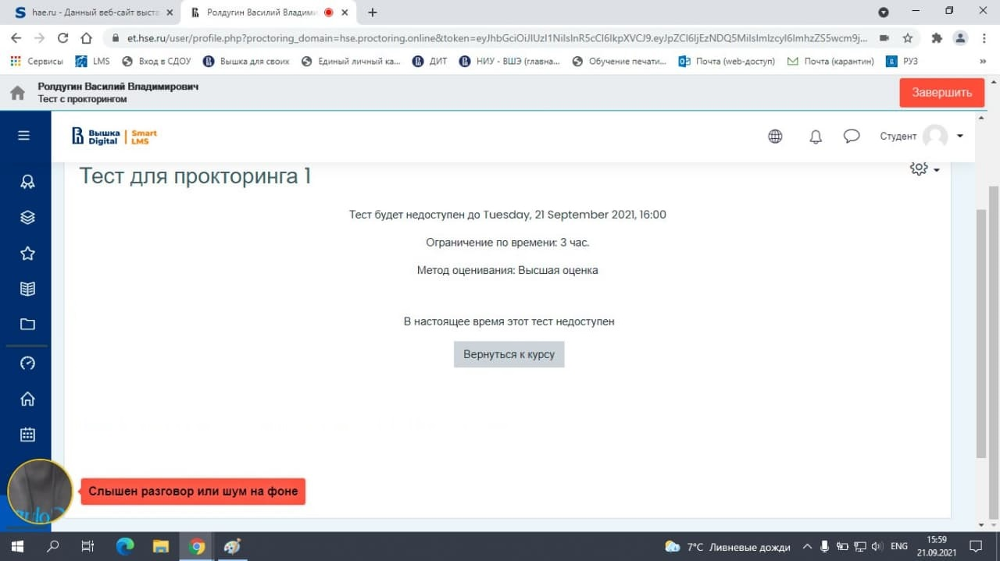 hae.ru - Данный веб-сайт выста
Ролдугин Василий Владими
et.hse.ru/user/profile.php?proctoring_domain=hse.proctoring.online&token=eyJhbGciOiJIUzI1NiIsInR5cCI6IkpXVCJ9.eyJpZCI6IjEzNDQ5MiIsImIzcyI6ImhzZS5wcm9j...
Сервисы LMS Вход в СДОУ Вышка для своих Единый личный ка... ДИТ НИУ - ВШЭ (главна... Обучение печати... Почта (web-доступ) Почта (карантин) РУЗ »
Ролдугин Василий Владимирович
Тест с прокторингом
Завершить
Вышка Digital | Smart LMS
Студент
Тест для прокторинга 1
Тест будет недоступен до Tuesday, 21 September 2021, 16:00
Ограничение по времени: 3 час.
Метод оценивания: Высшая оценка
В настоящее время этот тест недоступен
Вернуться к курсу
Слышен разговор или шум на фоне
7°C Ливневые дожди
ENG
15:59
21.09.2021